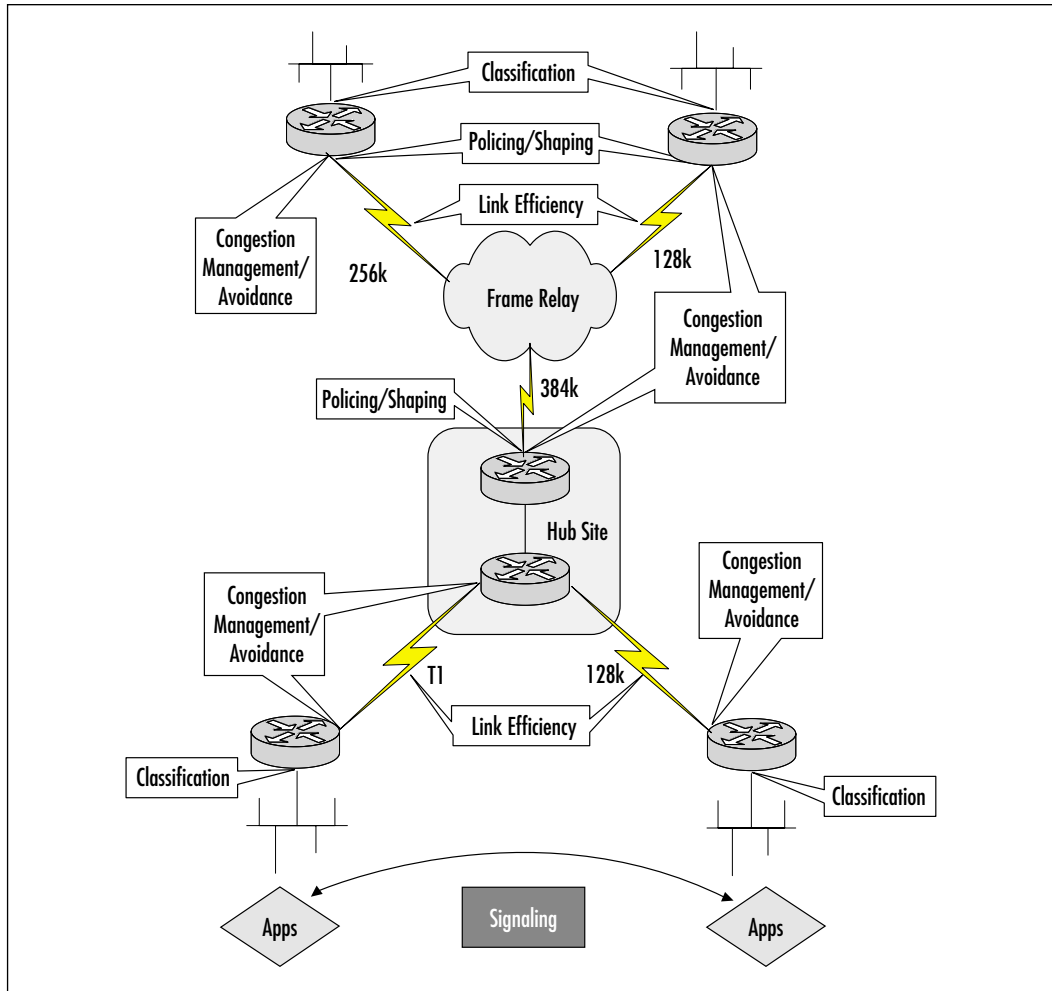 Classification
Policing/Shaping
Link Efficiency
Congestion
Management/
Avoidance
256k
128k
Frame Relay
Congestion
Management/
Avoidance
384k
Policing/Shaping
Hub Site
Congestion
Management/
Avoidance
Congestion
Management/
Avoidance
T1
128k
Link Efficiency
Classification
Classification
Apps
Signaling
Apps